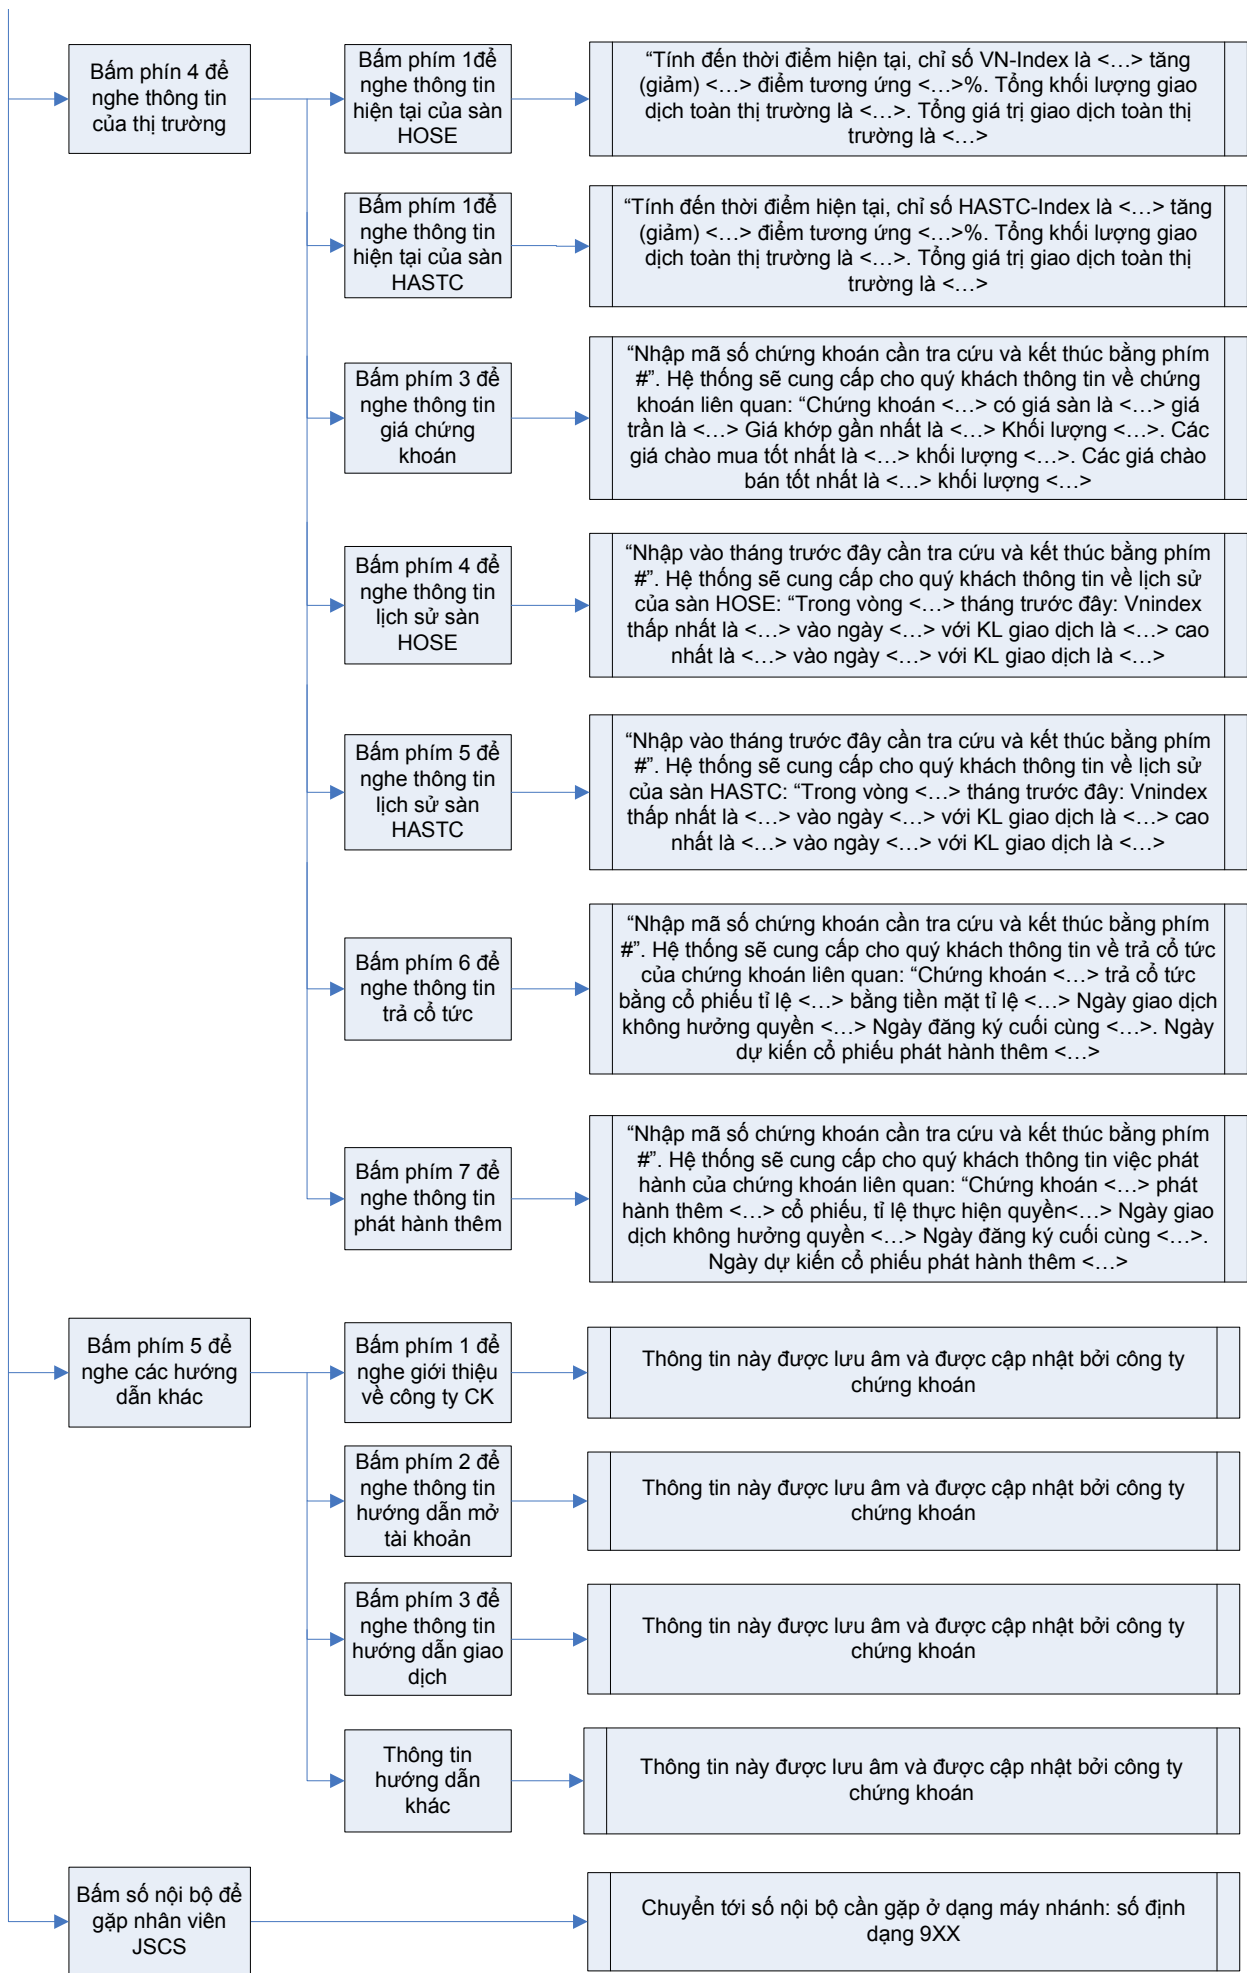 Bấm phín 4 để
nghe thông tin
của thị trường
Bấm phím 1để
nghe thông tin
hiện tại của sàn
HOSE
“Tính đến thời điểm hiện tại, chỉ số VN-Index là <…> tăng
(giảm) <…> điểm tương ứng <…>%. Tổng khối lượng giao
dịch toàn thị trường là <…>. Tổng giá trị giao dịch toàn thị
trường là <…>
Bấm phím 1để
nghe thông tin
hiện tại của sàn
HASTC
“Tính đến thời điểm hiện tại, chỉ số HASTC-Index là <…> tăng
(giảm) <…> điểm tương ứng <…>%. Tổng khối lượng giao
dịch toàn thị trường là <…>. Tổng giá trị giao dịch toàn thị
trường là <…>
Bấm phím 3 để
nghe thông tin
giá chứng
khoán
“Nhập mã số chứng khoán cần tra cứu và kết thúc bằng phím
#”. Hệ thống sẽ cung cấp cho quý khách thông tin về chứng
khoán liên quan: “Chứng khoán <…> có giá sàn là <…> giá
trần là <…> Giá khớp gần nhất là <…> Khối lượng <…>. Các
giá chào mua tốt nhất là <…> khối lượng <…>. Các giá chào
bán tốt nhất là <…> khối lượng <…>
Bấm phím 4 để
nghe thông tin
lịch sử sàn
HOSE
“Nhập vào tháng trước đây cần tra cứu và kết thúc bằng phím
#”. Hệ thống sẽ cung cấp cho quý khách thông tin về lịch sử
của sàn HOSE: “Trong vòng <…> tháng trước đây: Vnindex
thấp nhất là <…> vào ngày <…> với KL giao dịch là <…> cao
nhất là <…> vào ngày <…> với KL giao dịch là <…>
Bấm phím 5 để
nghe thông tin
lịch sử sàn
HASTC
“Nhập vào tháng trước đây cần tra cứu và kết thúc bằng phím
#”. Hệ thống sẽ cung cấp cho quý khách thông tin về lịch sử
của sàn HASTC: “Trong vòng <…> tháng trước đây: Vnindex
thấp nhất là <…> vào ngày <…> với KL giao dịch là <…> cao
nhất là <…> vào ngày <…> với KL giao dịch là <…>
Bấm phím 6 để
nghe thông tin
trả cổ tức
“Nhập mã số chứng khoán cần tra cứu và kết thúc bằng phím
#”. Hệ thống sẽ cung cấp cho quý khách thông tin về trả cổ tức
của chứng khoán liên quan: “Chứng khoán <…> trả cổ tức
bằng cổ phiếu tỉ lệ <…> bằng tiền mặt tỉ lệ <…> Ngày giao dịch
không hưởng quyền <…> Ngày đăng ký cuối cùng <…>. Ngày
dự kiến cổ phiếu phát hành thêm <…>
Bấm phím 7 để
nghe thông tin
phát hành thêm
“Nhập mã số chứng khoán cần tra cứu và kết thúc bằng phím
#”. Hệ thống sẽ cung cấp cho quý khách thông tin việc phát
hành của chứng khoán liên quan: “Chứng khoán <…> phát
hành thêm <…> cổ phiếu, tỉ lệ thực hiện quyền<…> Ngày giao
dịch không hưởng quyền <…> Ngày đăng ký cuối cùng <…>.
Ngày dự kiến cổ phiếu phát hành thêm <…>
Bấm phím 5 để
nghe các hướng
dẫn khác
Bấm phím 1 để
nghe giới thiệu
về công ty CK
Thông tin này được lưu âm và được cập nhật bởi công ty
chứng khoán
Bấm phím 2 để
nghe thông tin
hướng dẫn mở
tài khoản
Thông tin này được lưu âm và được cập nhật bởi công ty
chứng khoán
Bấm phím 3 để
nghe thông tin
hướng dẫn giao
dịch
Thông tin này được lưu âm và được cập nhật bởi công ty
chứng khoán
Thông tin
hướng dẫn
khác
Thông tin này được lưu âm và được cập nhật bởi công ty
chứng khoán
Bấm số nội bộ để
gặp nhân viên
JSCS
Chuyển tới số nội bộ cần gặp ở dạng máy nhánh: số định
dạng 9XX